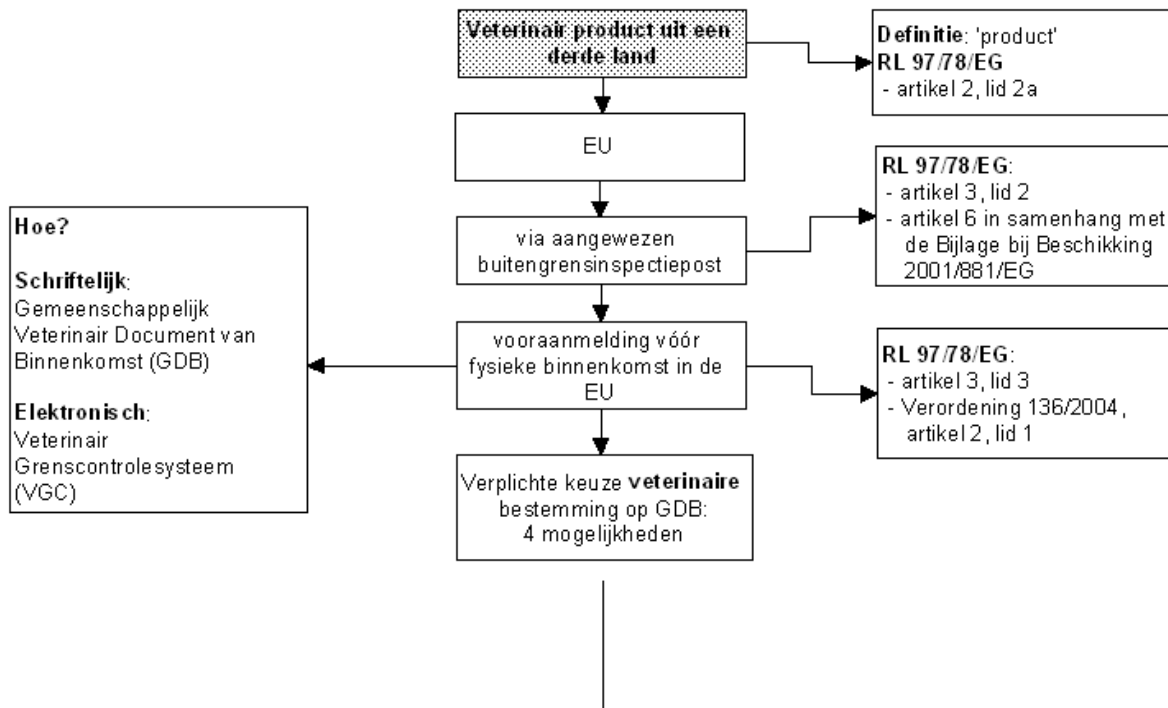 Veterinair product uit een
derde land
Definitie: 'product'
RL 97/78/EG
- artikel 2, lid 2a
EU
RL 97/78/EG:
- artikel 3, lid 2
- artikel 6 in samenhang met
de Bijlage bij Beschikking
2001/881/EG
via aangewezen
buitengrensinspectiepost
Hoe?
Schriftelijk:
Gemeenschappelijk
Veterinair Document van
Binnenkomst (GDB)
Elektronisch:
Veterinair
Grenscontrolesysteem
(VGC)
vooraanmelding vóór
fysieke binnenkomst in de
EU
RL 97/78/EG:
- artikel 3, lid 3
- Verordening 136/2004,
artikel 2, lid 1
Verplichte keuze veterinaire
bestemming op GDB:
4 mogelijkheden